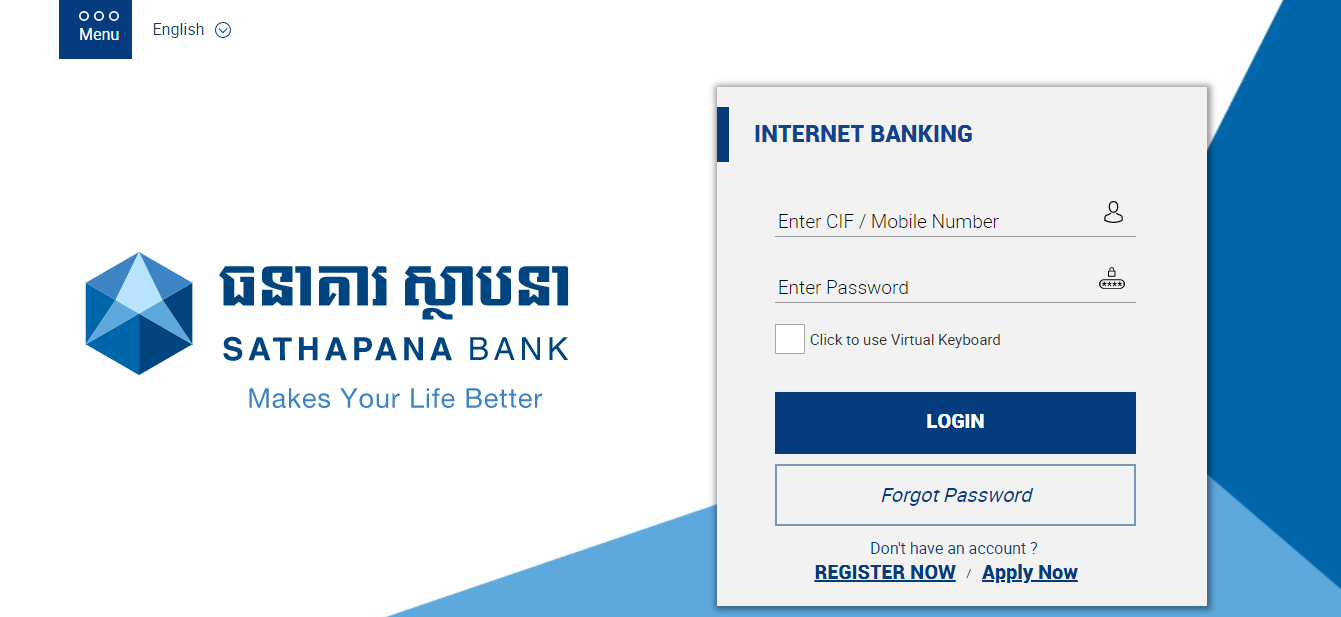 Menu
English
INTERNET BANKING
Enter CIF / Mobile Number
Enter Password
****
Click to use Virtual Keyboard
LOGIN
Forgot Password
Don't have an account ?
REGISTER NOW / Apply Now
ធនាគារ ស្ថាបនា
SATHAPANA BANK
Makes Your Life Better